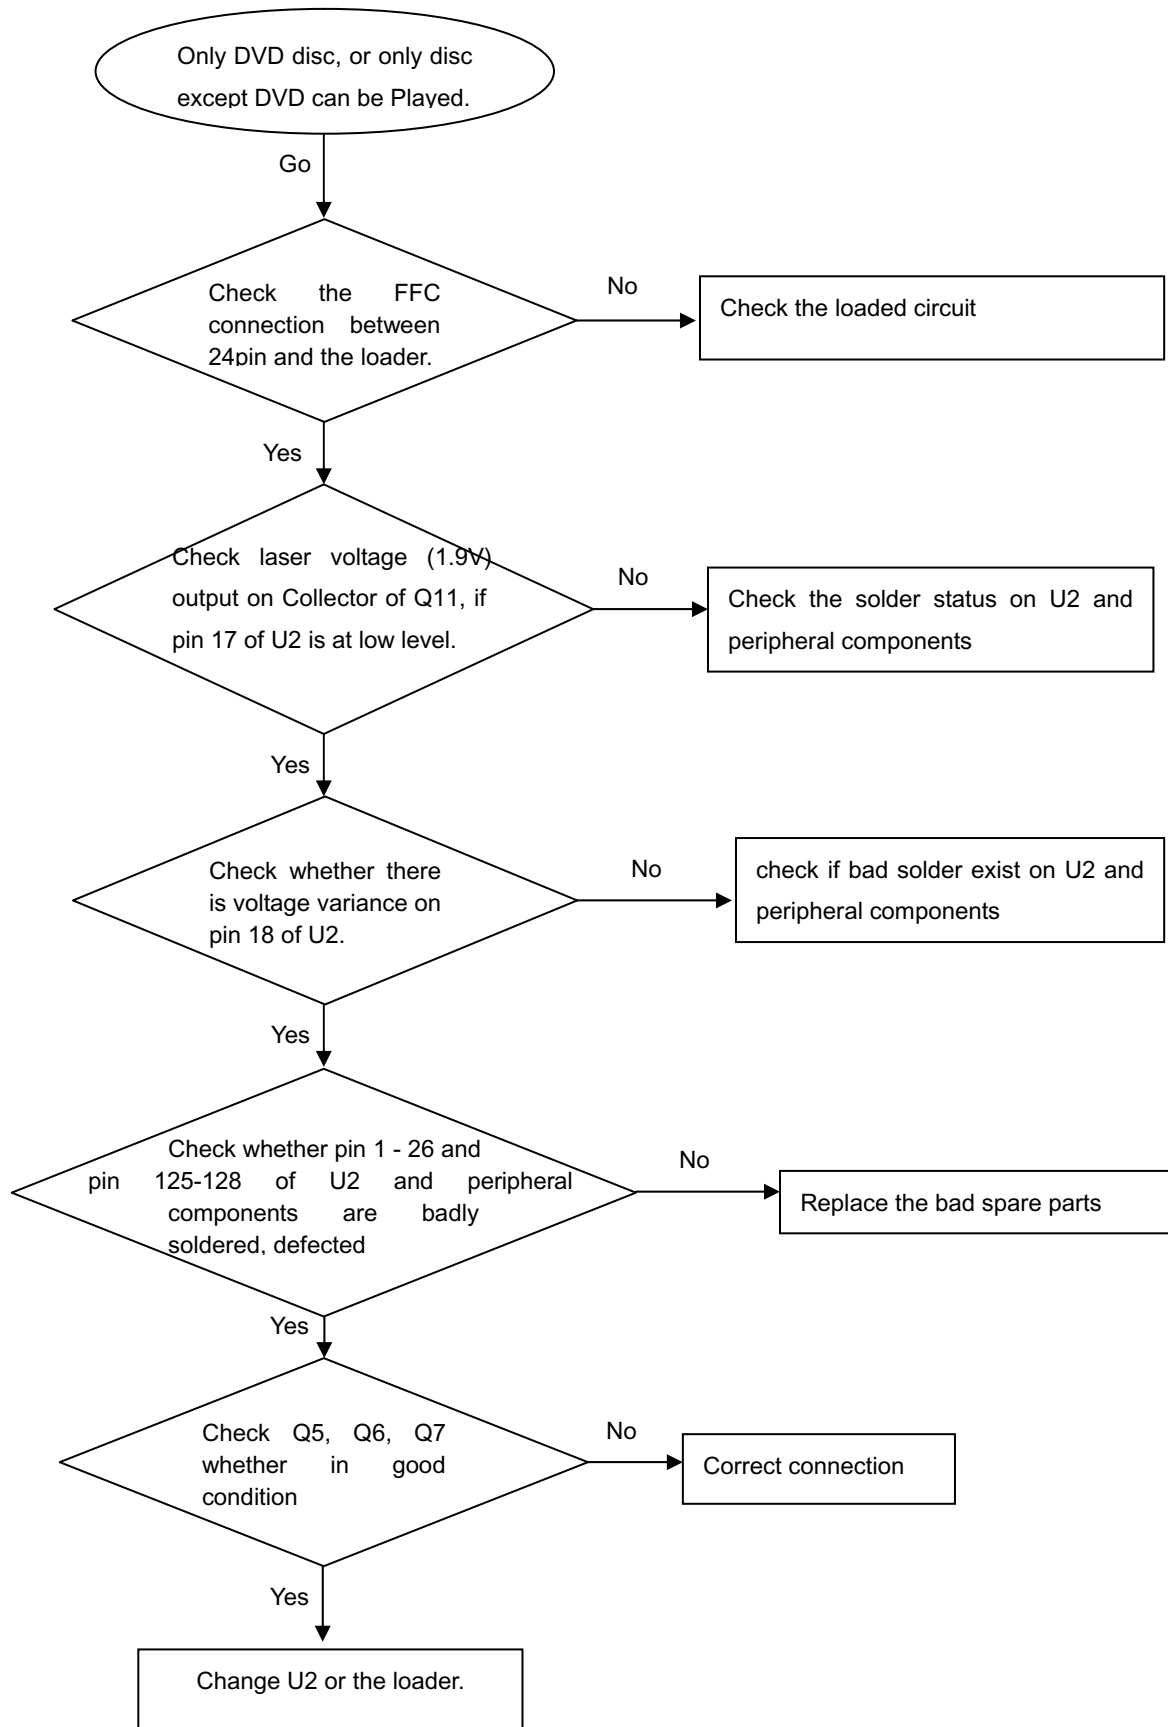 Only DVD disc, or only disc
except DVD can be Played.
Go
Check the FFC
connection between
24pin and the loader.
No
Check the loaded circuit
Yes
Check laser voltage (1.9V)
output on Collector of Q11, if
pin 17 of U2 is at low level.
No
Check the solder status on U2 and
peripheral components
Yes
Check whether there
is voltage variance on
pin 18 of U2.
No
check if bad solder exist on U2 and
peripheral components
Yes
Check whether pin 1 - 26 and
pin 125-128 of U2 and peripheral
components are badly
soldered, defected
No
Replace the bad spare parts
Yes
Check Q5, Q6, Q7
whether in good
condition
No
Correct connection
Yes
Change U2 or the loader.